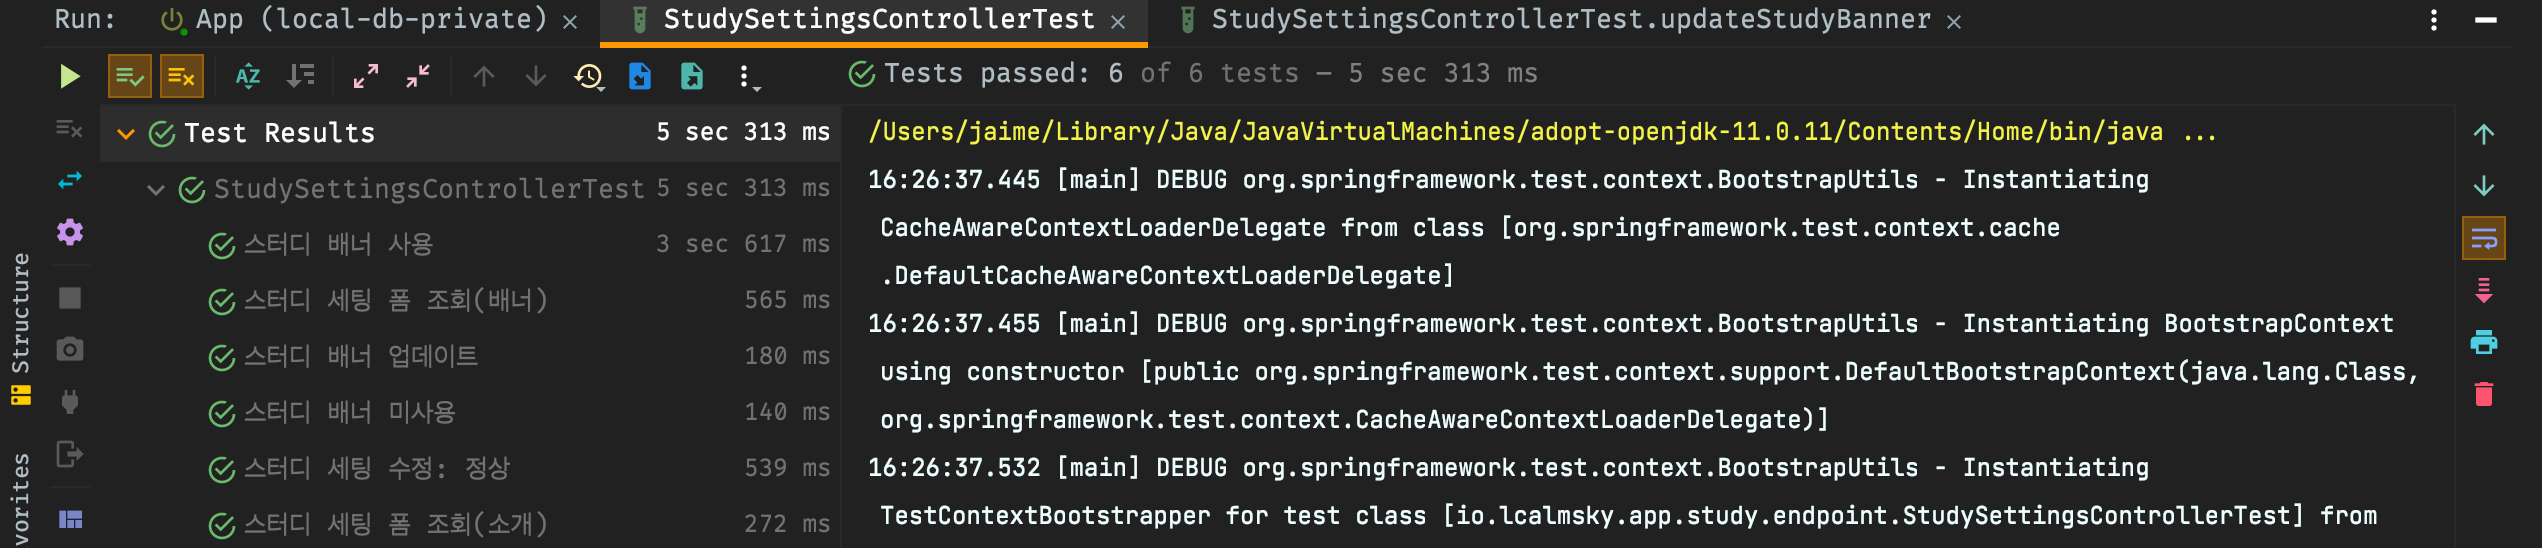 Run: App (local-db-private) × StudySettingsControllerTest × StudySettingsControllerTest.updateStudyBanner ×
Tests passed: 6 of 6 tests – 5 sec 313 ms
Test Results 5 sec 313 ms
StudySettingsControllerTest 5 sec 313 ms
스터디 배너 사용 3 sec 617 ms
스터디 세팅 폼 조회(배너) 565 ms
스터디 배너 업데이트 180 ms
스터디 배너 미사용 140 ms
스터디 세팅 수정: 정상 539 ms
스터디 세팅 폼 조회(소개) 272 ms
/Users/jaime/Library/Java/JavaVirtualMachines/adopt-openjdk-11.0.11/Contents/Home/bin/java ...
16:26:37.445 [main] DEBUG org.springframework.test.context.BootstrapUtils - Instantiating
CacheAwareContextLoaderDelegate from class [org.springframework.test.context.cache
.DefaultCacheAwareContextLoaderDelegate]
16:26:37.455 [main] DEBUG org.springframework.test.context.BootstrapUtils - Instantiating BootstrapContext
using constructor [public org.springframework.test.context.support.DefaultBootstrapContext(java.lang.Class,
org.springframework.test.context.CacheAwareContextLoaderDelegate)]
16:26:37.532 [main] DEBUG org.springframework.test.context.BootstrapUtils - Instantiating
TestContextBootstrapper for test class [io.lcalmsky.app.study.endpoint.StudySettingsControllerTest] from
Structure
vorites